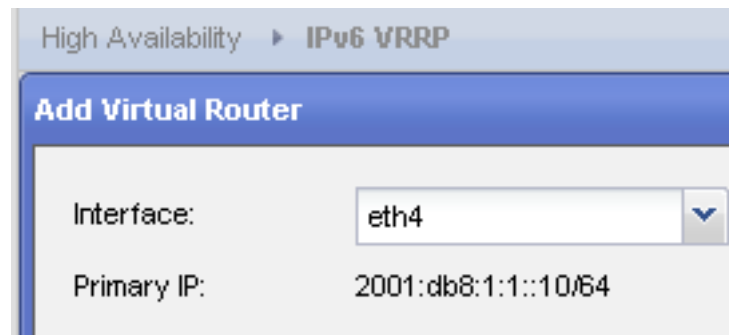 High Availability ▸ IPv6 VRRP
Add Virtual Router
Interface: eth4
Primary IP: 2001:db8:1:1::10/64